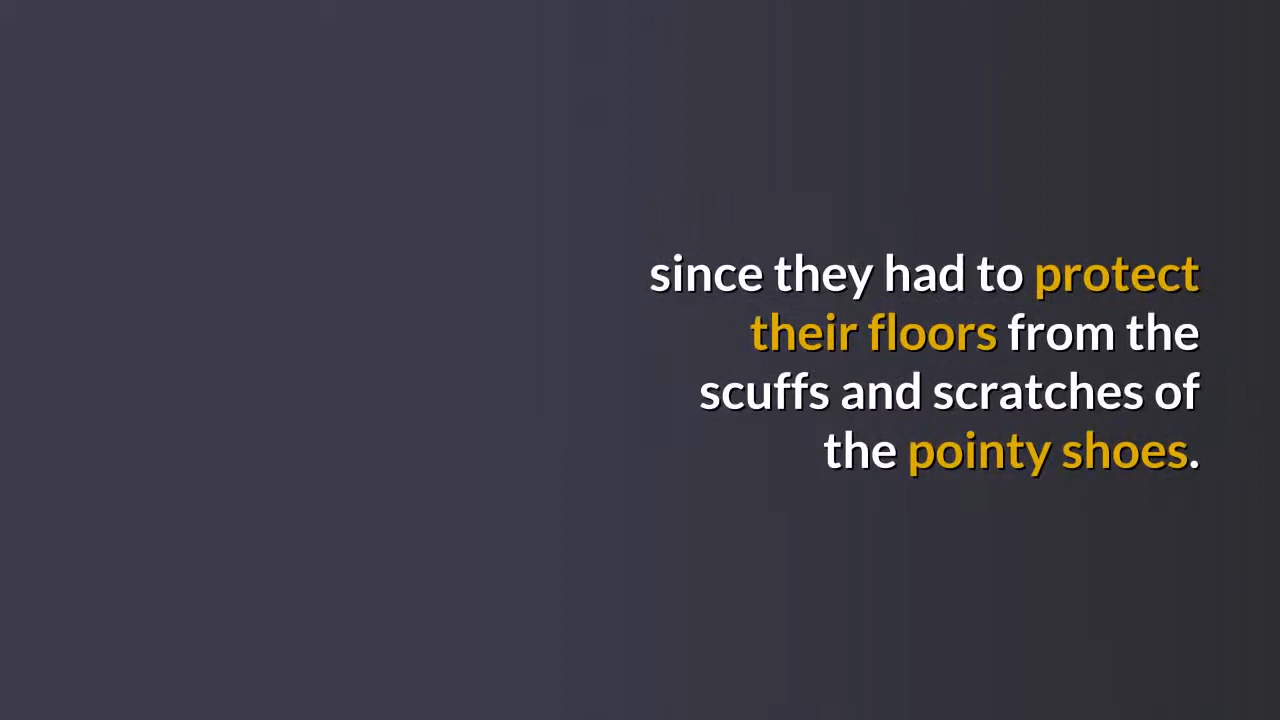 since they had to protect
their floors from the
scuffs and scratches of
the pointy shoes.